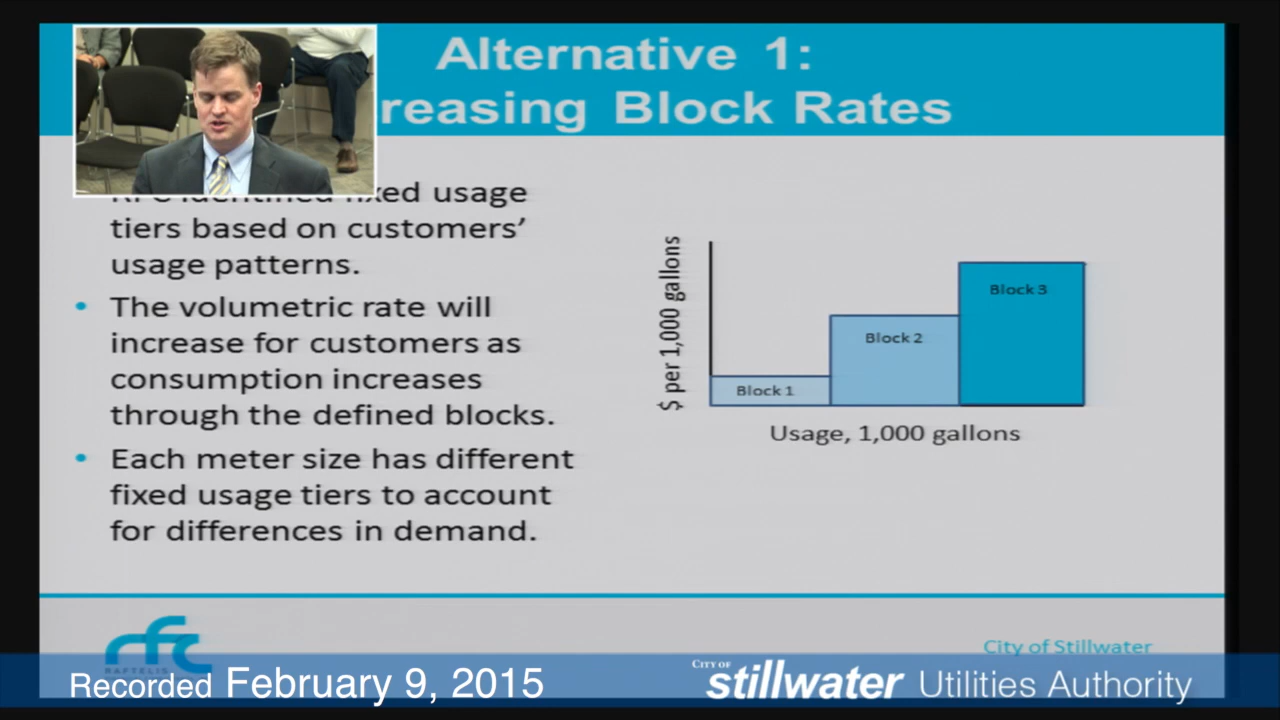 Alternative 1:
reasing Block Rates
RFC identified fixed usage
tiers based on customers’
usage patterns.
• The volumetric rate will
increase for customers as
consumption increases
through the defined blocks.
• Each meter size has different
fixed usage tiers to account
for differences in demand.
$ per 1,000 gallons
Block 1
Block 2
Block 3
Usage, 1,000 gallons
rfc
RAFTELIS
City of Stillwater
Recorded February 9, 2015
CITY OF
stillwater Utilities Authority